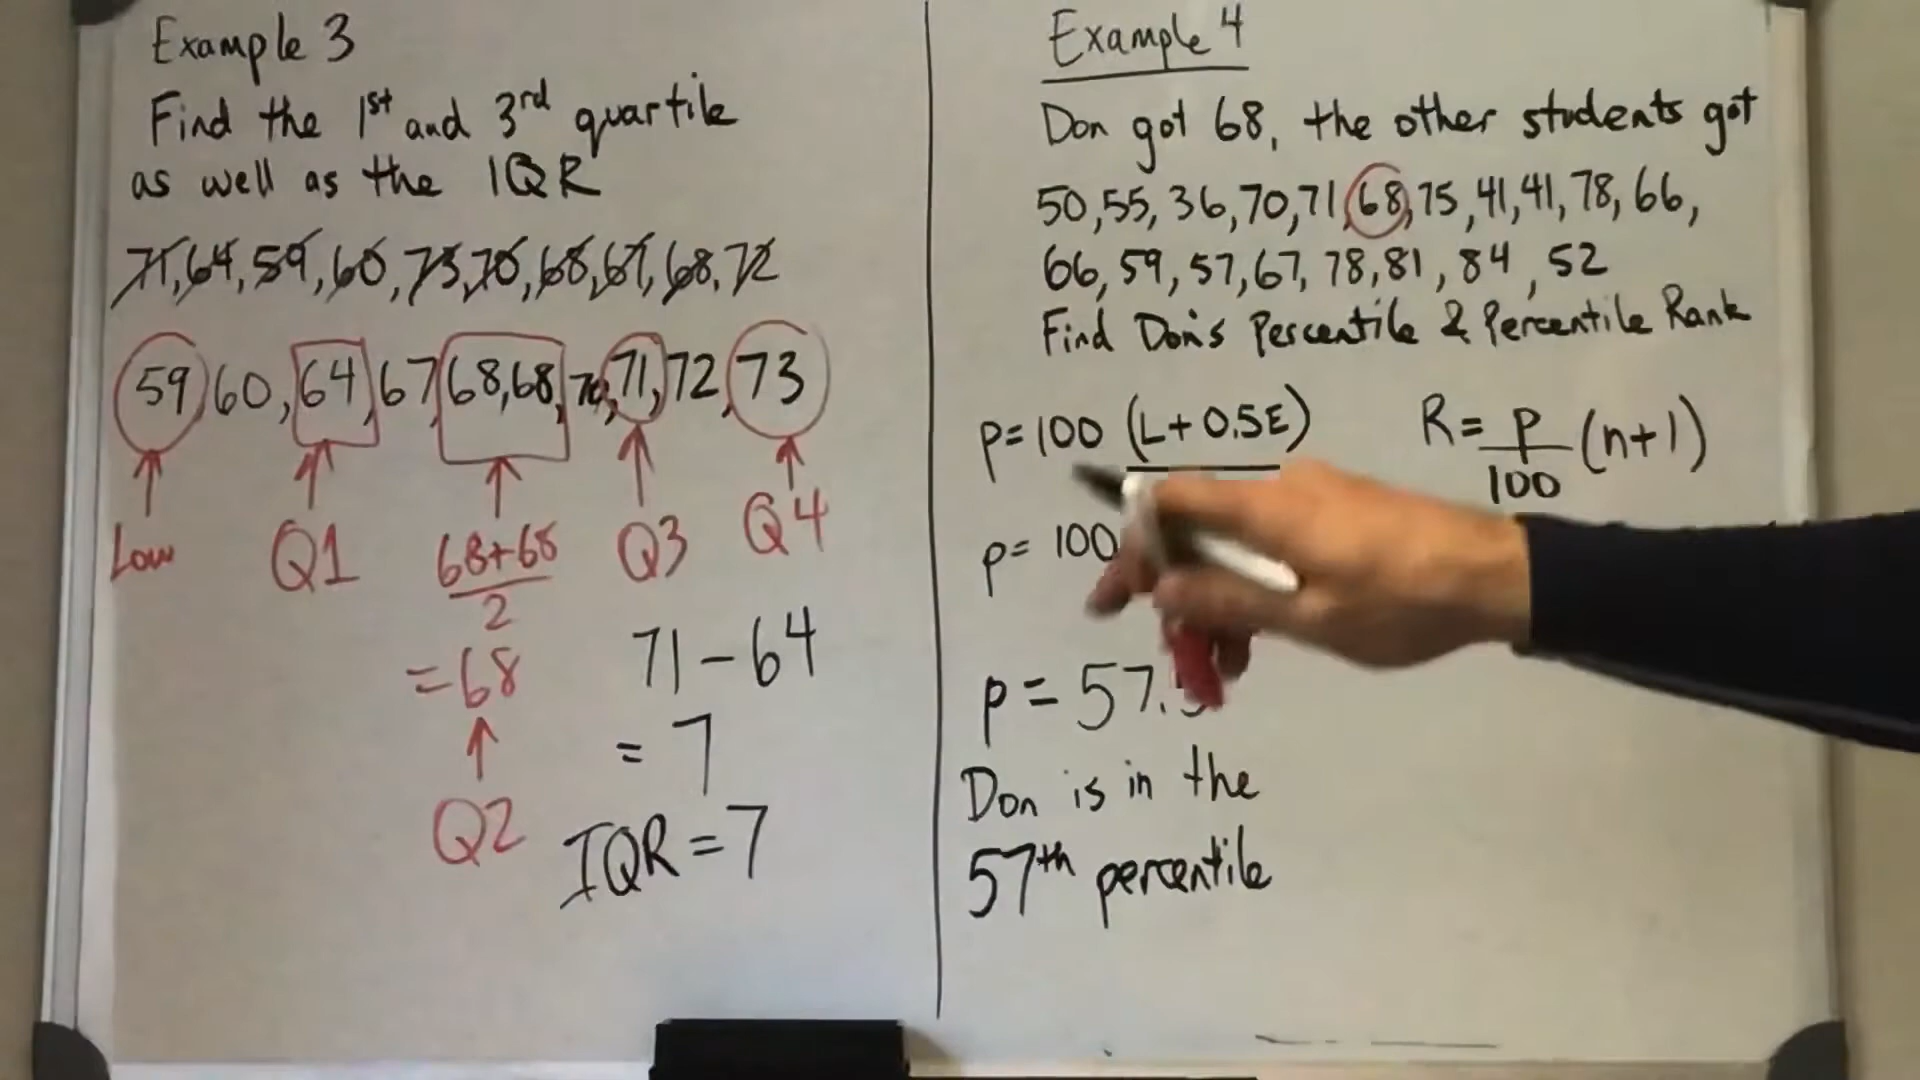 Example 3
Find the 1st and 3rd quartile
as well as the IQR
71, 64, 59, 60, 73, 70, 68, 67, 68, 72
59 60, 64, 67, 68, 68, 70, 71, 72, 73
Low
Q1
68+68
2
= 68
Q2
Q3
Q4
71 - 64
= 7
IQR = 7
Example 4
Don got 68, the other students got
50, 55, 36, 70, 71, 68, 75, 41, 41, 78, 66,
66, 59, 57, 67, 78, 81, 84, 52
Find Don's Percentile & Percentile Rank
p = 100 (L + 0.5E)
R = p (n+1)
100
p = 100
p = 57.
Don is in the
57th percentile